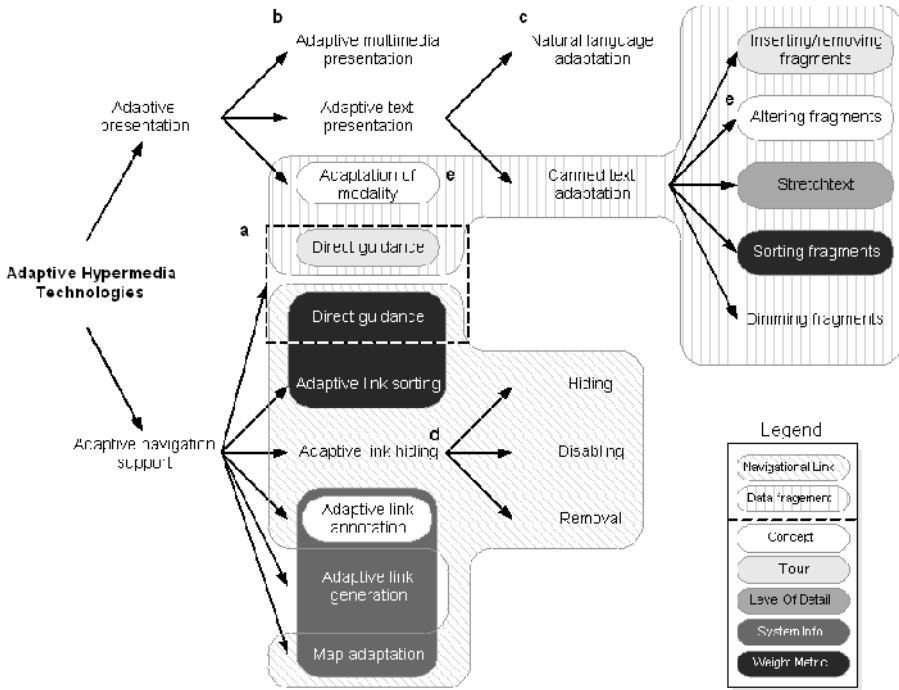 b
c
Adaptive multimedia
presentation
Natural language
adaptation
Inserting/removing
fragments
Adaptive
presentation
Adaptive text
presentation
e
Altering fragments
Adaptation of
modality
e
Canned text
adaptation
Stretchtext
a
Direct guidance
Sorting fragments
Adaptive Hypermedia
Technologies
Direct guidance
Dimming fragments
Adaptive link sorting
Hiding
Adaptive navigation
support
Adaptive link hiding
d
Disabling
Adaptive link
annotation
Removal
Adaptive link
generation
Map adaptation
Legend
Navigational Link
Data fragement
Concept
Tour
Level Of Detail
System Info
Weight Metric